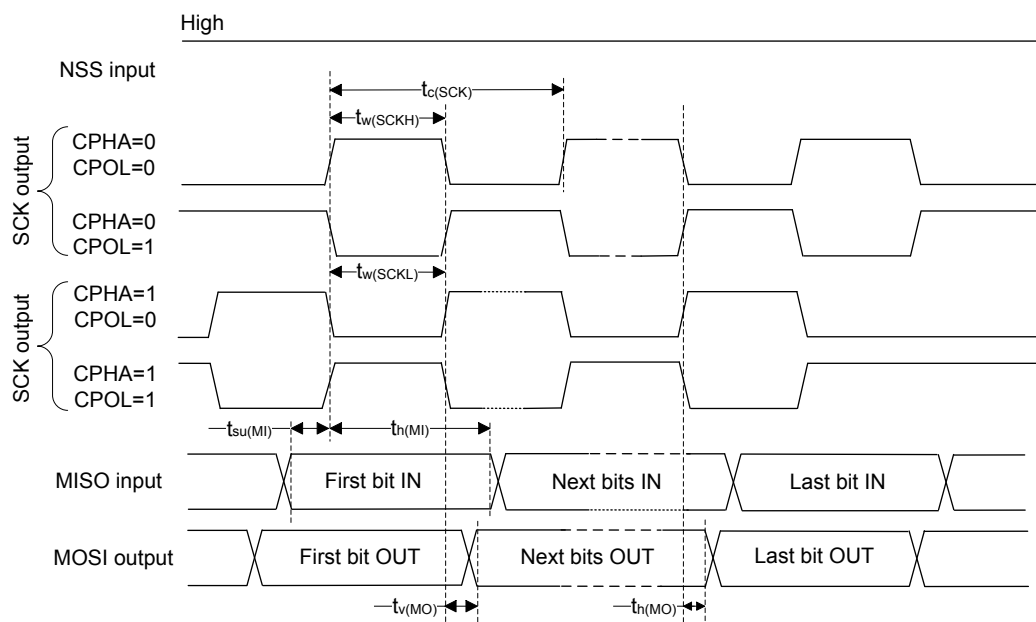 High
NSS input
tc(SCK)
tw(SCKH)
SCK output
CPHA=0
CPOL=0
CPHA=0
CPOL=1
tw(SCKL)
SCK output
CPHA=1
CPOL=0
CPHA=1
CPOL=1
tsu(MI)
th(MI)
MISO input
First bit IN
Next bits IN
Last bit IN
MOSI output
First bit OUT
Next bits OUT
Last bit OUT
tv(MO)
th(MO)